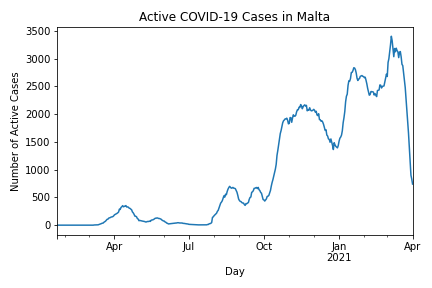 Active COVID-19 Cases in Malta
Number of Active Cases
3500
3000
2500
2000
1500
1000
500
0
Apr
Jul
Oct
Jan
2021
Apr
Day